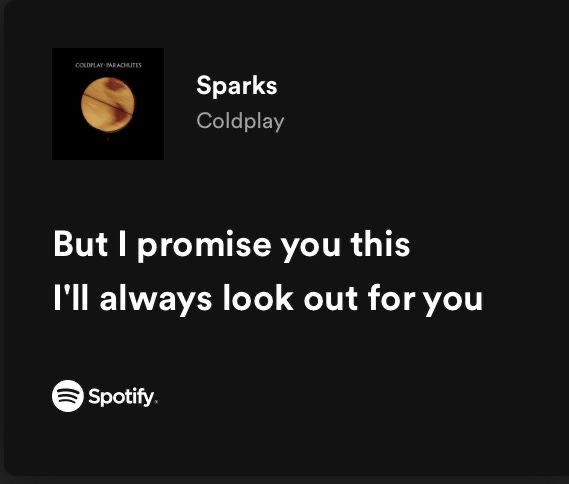 COLDPLAY · PARACHUTES
Sparks
Coldplay
But I promise you this
I'll always look out for you
Spotify®